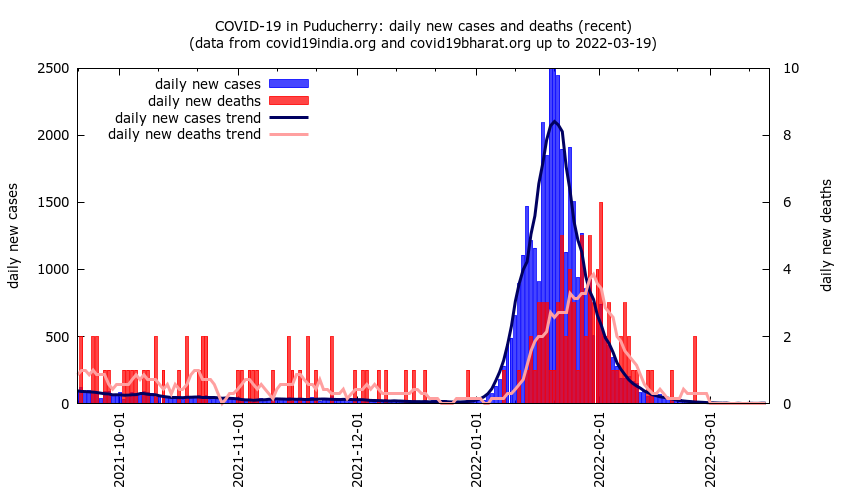 COVID-19 in Puducherry: daily new cases and deaths (recent)
(data from covid19india.org and covid19bharat.org up to 2022-03-19)
daily new cases
daily new deaths
daily new cases trend
daily new deaths trend
2500
2000
1500
1000
500
0
10
8
6
4
2
0
daily new cases
daily new deaths
2021-10-01
2021-11-01
2021-12-01
2022-01-01
2022-02-01
2022-03-01